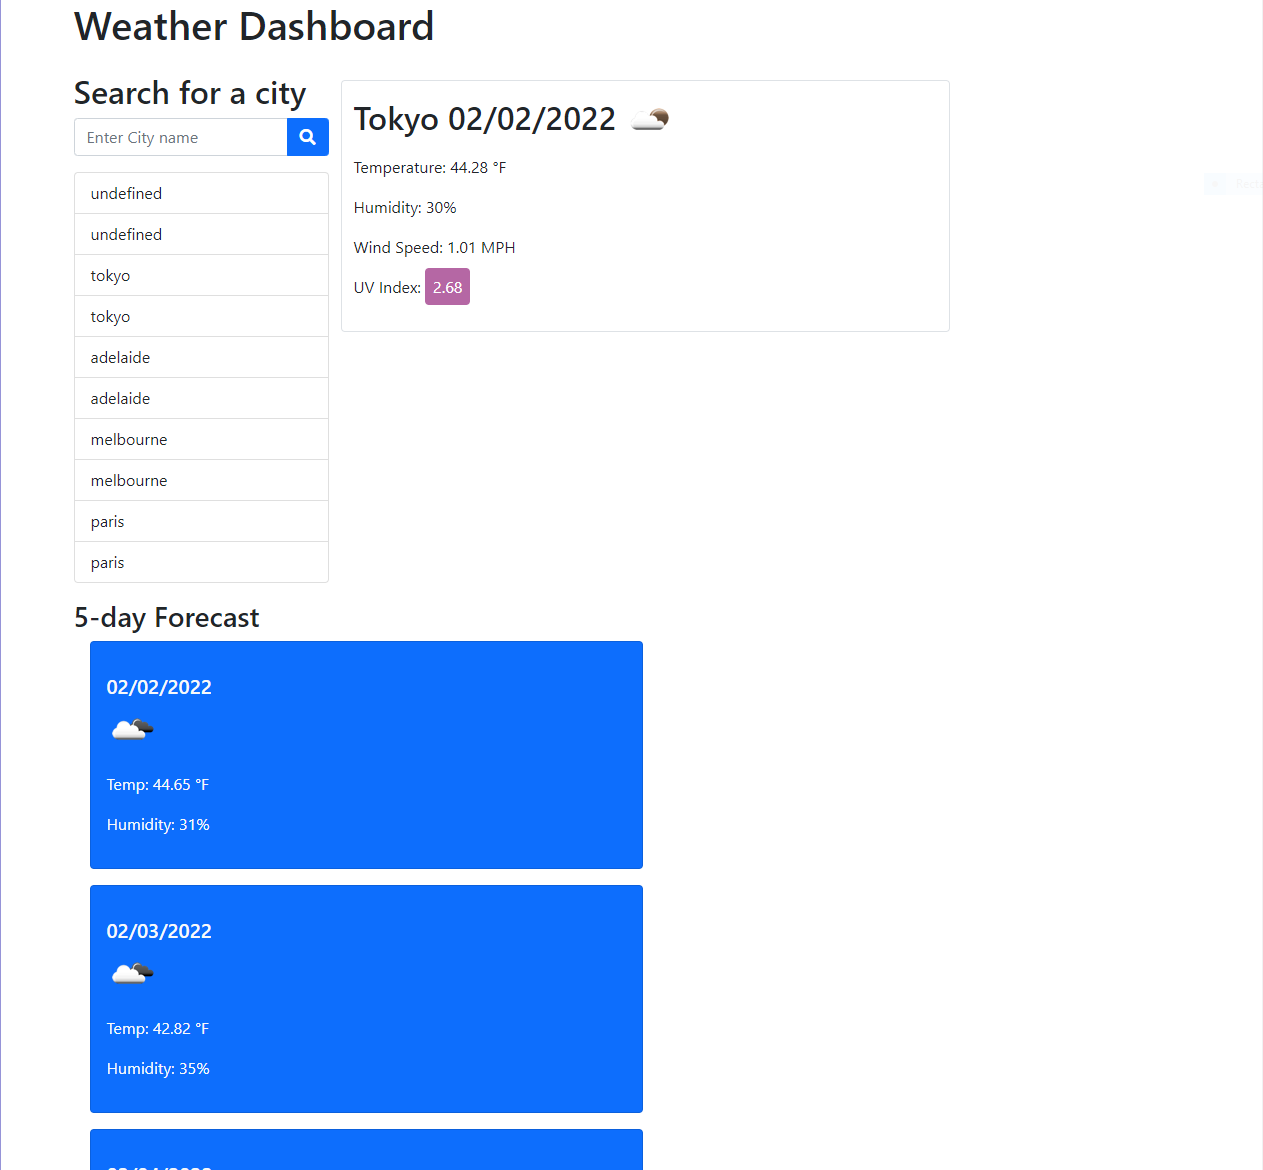 Weather Dashboard
Search for a city
Enter City name
undefined
undefined
tokyo
tokyo
adelaide
adelaide
melbourne
melbourne
paris
paris
Tokyo 02/02/2022
Temperature: 44.28 °F
Humidity: 30%
Wind Speed: 1.01 MPH
UV Index: 2.68
5-day Forecast
02/02/2022
Temp: 44.65 °F
Humidity: 31%
02/03/2022
Temp: 42.82 °F
Humidity: 35%